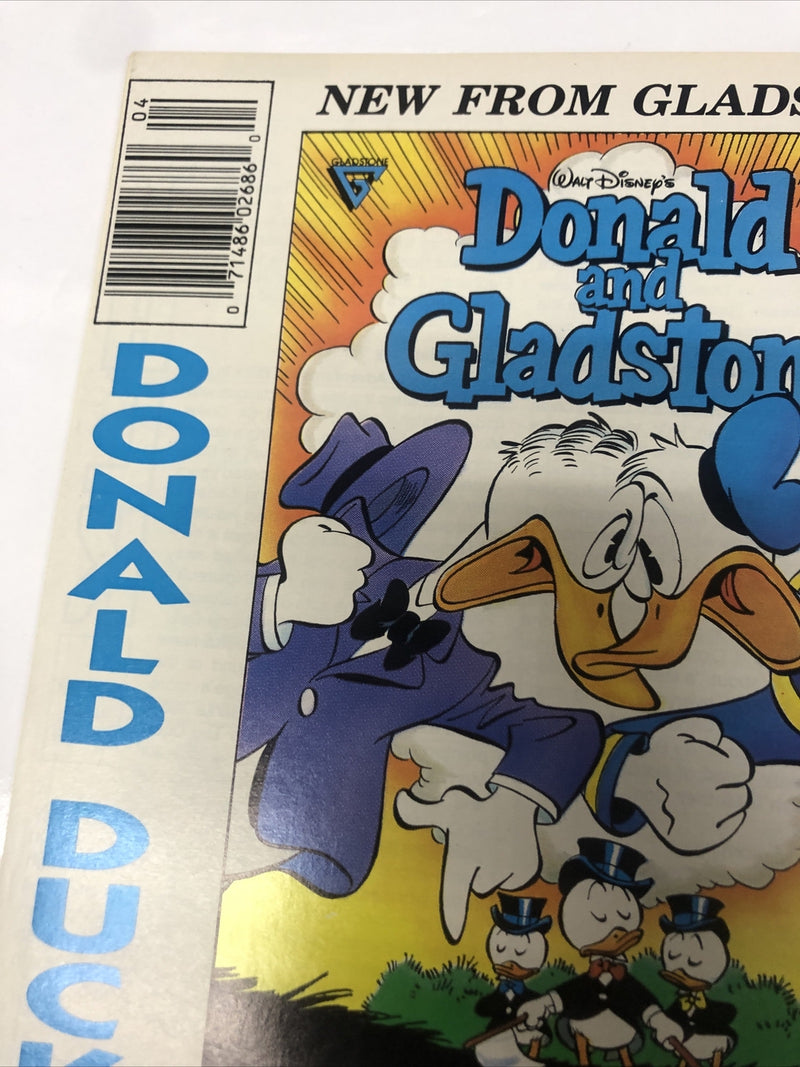 04
0 71486 02686 0
NEW FROM GLADS
GLADSTONE
G
WALT DISNEY'S
Donald
and
Gladston
DONALD
DUCK